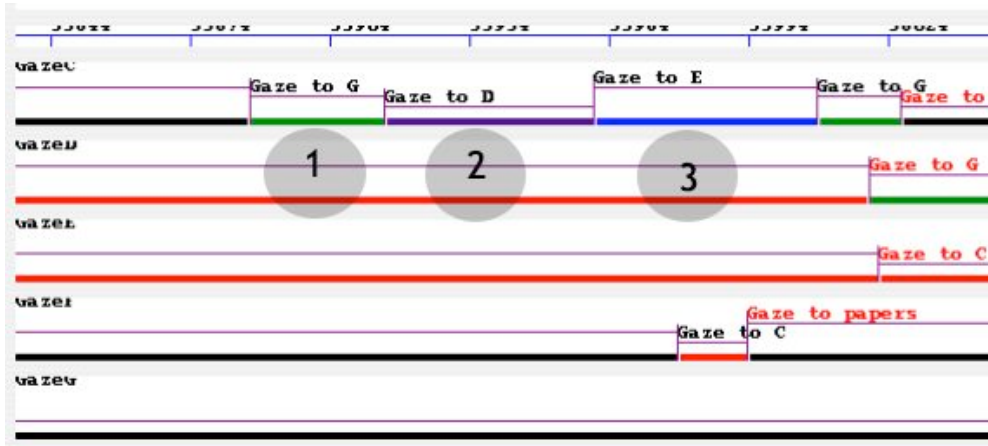 GazeC
Gaze to G
Gaze to D
Gaze to E
Gaze to G
Gaze to
1
2
3
GazeD
Gaze to G
GazeE
Gaze to C
GazeF
Gaze to C
Gaze to papers
GazeG